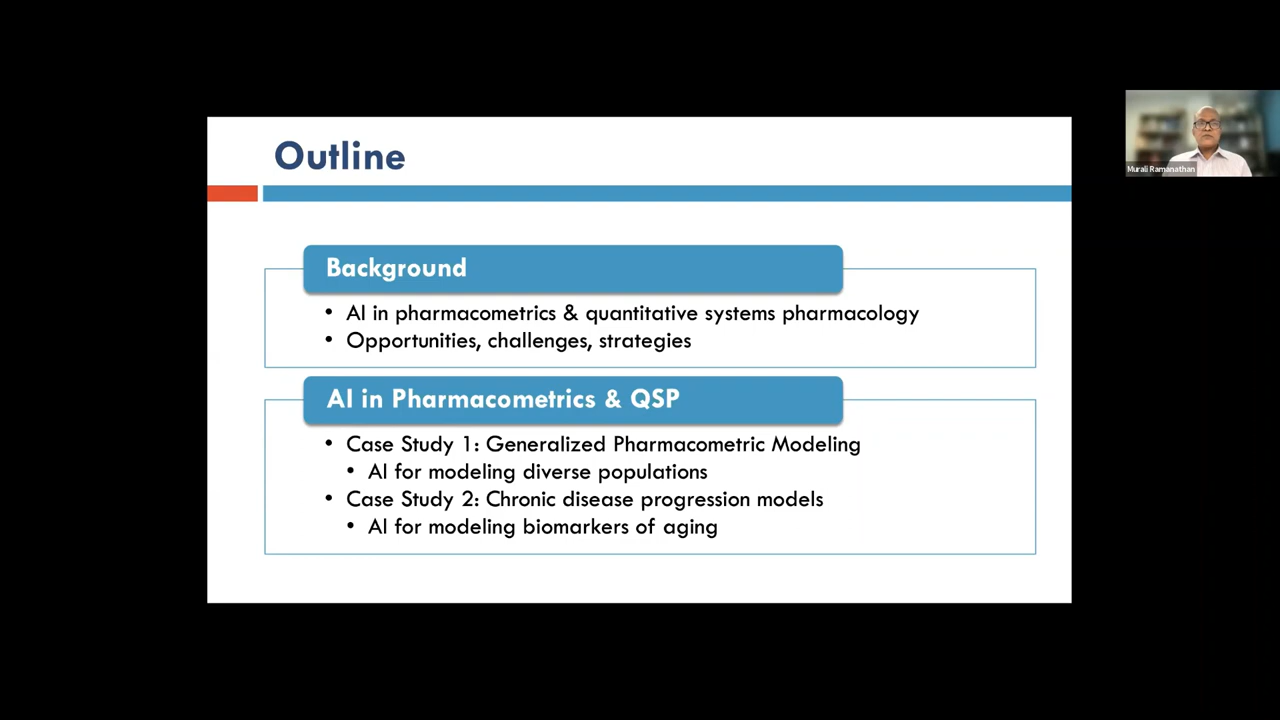 Outline
Background
• AI in pharmacometrics & quantitative systems pharmacology
• Opportunities, challenges, strategies
AI in Pharmacometrics & QSP
• Case Study 1: Generalized Pharmacometric Modeling
• AI for modeling diverse populations
• Case Study 2: Chronic disease progression models
• AI for modeling biomarkers of aging
Murali Ramanathan